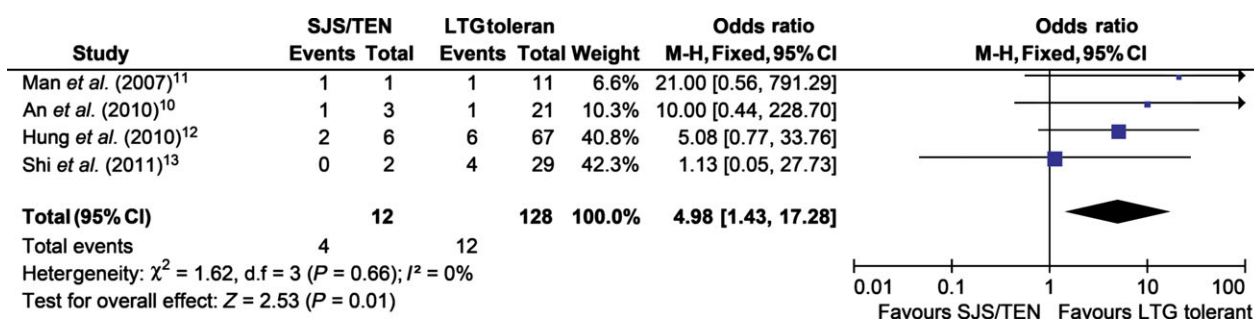 SJS/TEN LTG toleran Odds ratio Odds ratio
Study Events Total Events Total Weight M-H, Fixed, 95% CI M-H, Fixed, 95% CI
Man et al. (2007)11 1 1 1 11 6.6% 21.00 [0.56, 791.29]
An et al. (2010)10 1 3 1 21 10.3% 10.00 [0.44, 228.70]
Hung et al. (2010)12 2 6 6 67 40.8% 5.08 [0.77, 33.76]
Shi et al. (2011)13 0 2 4 29 42.3% 1.13 [0.05, 27.73]
Total (95% CI) 12 128 100.0% 4.98 [1.43, 17.28]
Total events 4 12
Hetergeneity: χ2 = 1.62, d.f = 3 (P = 0.66); I² = 0%
Test for overall effect: Z = 2.53 (P = 0.01)
0.01 0.1 1 10 100
Favours SJS/TEN Favours LTG tolerant